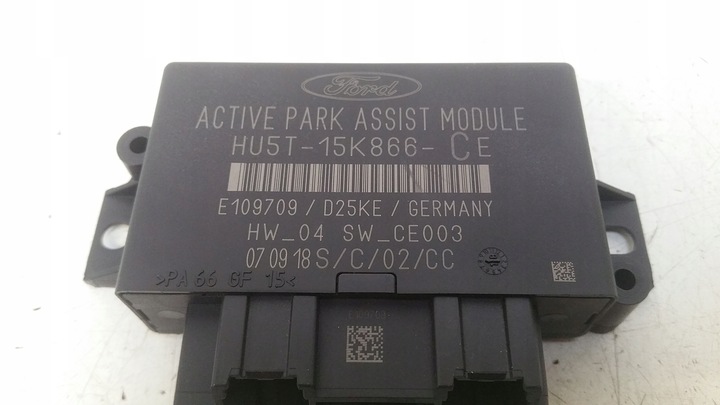 Ford
ACTIVE PARK ASSIST MODULE
HU5T-15K866-CE
E109709 / D25KE / GERMANY
HW_04 SW_CE003
07 09 18 S/C/02/CC
>PA 66 GF 15<